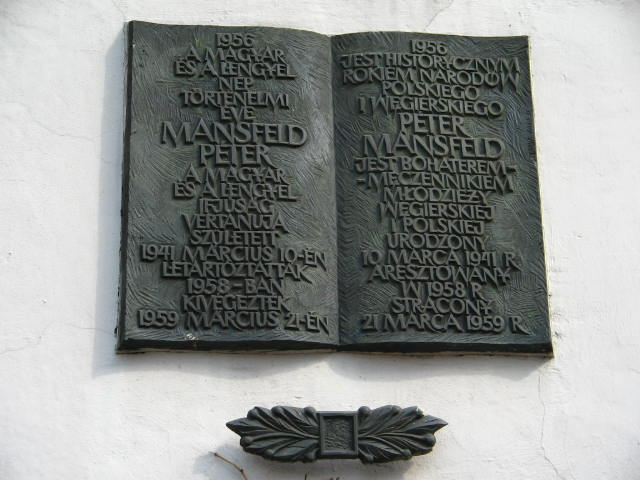 1956
A MAGYAR
ÉS A LENGYEL
NÉP
TÖRTÉNELMI
ÉVE
MANSFELD
PÉTER
A MAGYAR
ÉS A LENGYEL
IFJUSÁG
VÉRTANUJA
SZÜLETETT
1941 MÁRCIUS 10-ÉN
LETARTÓZTATTÁK
1958-BAN
KIVÉGEZTÉK
1959 MÁRCIUS 21-ÉN
1956
JEST HISTORYCZNYM
ROKIEM NARODÓW
POLSKIEGO
I WĘGIERSKIEGO
PETER
MANSFELD
JEST BOHATEREM-
-MĘCZENNIKIEM
MŁODZIEŻY
WĘGIERSKIEJ
I POLSKIEJ
URODZONY
10 MARCA 1941 R.
ARESZTOWANY
W 1958 R.
STRACONY
21 MARCA 1959 R.